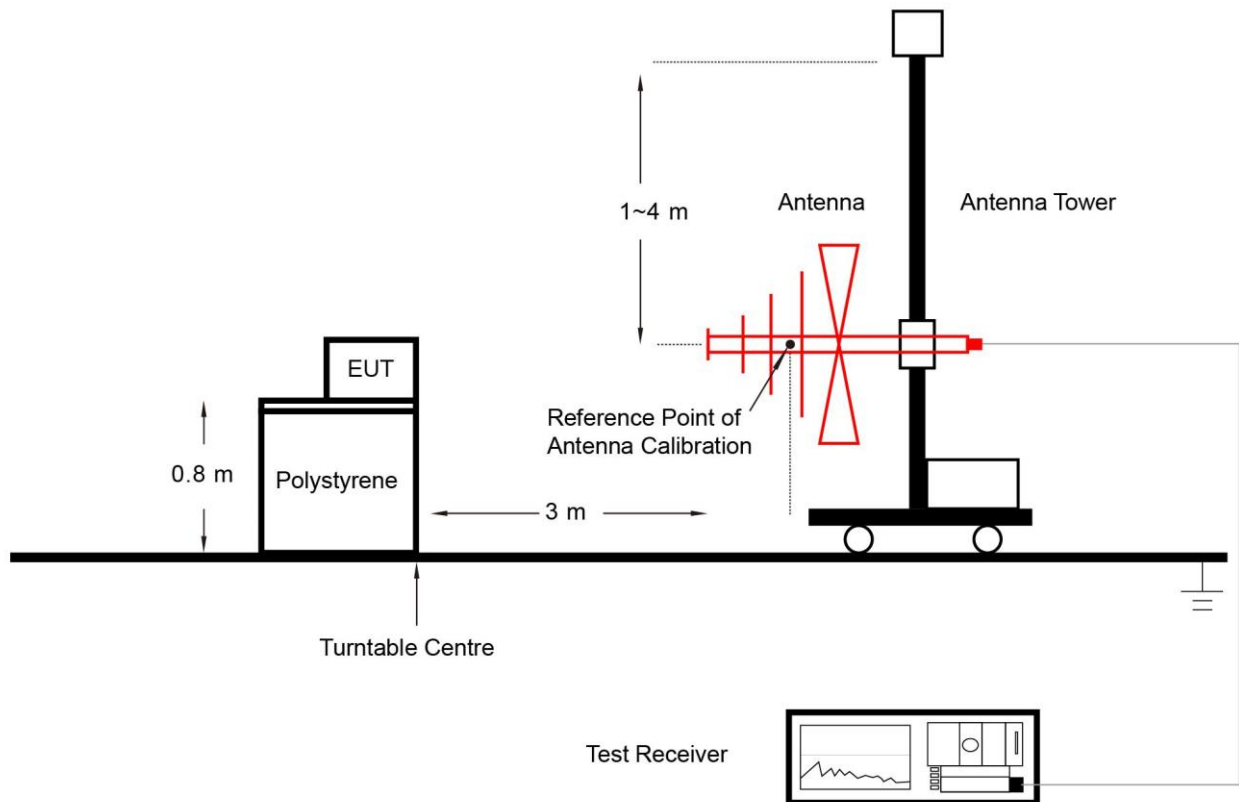 1~4 m
Antenna
Antenna Tower
EUT
Reference Point of
Antenna Calibration
0.8 m
Polystyrene
3 m
Turntable Centre
Test Receiver